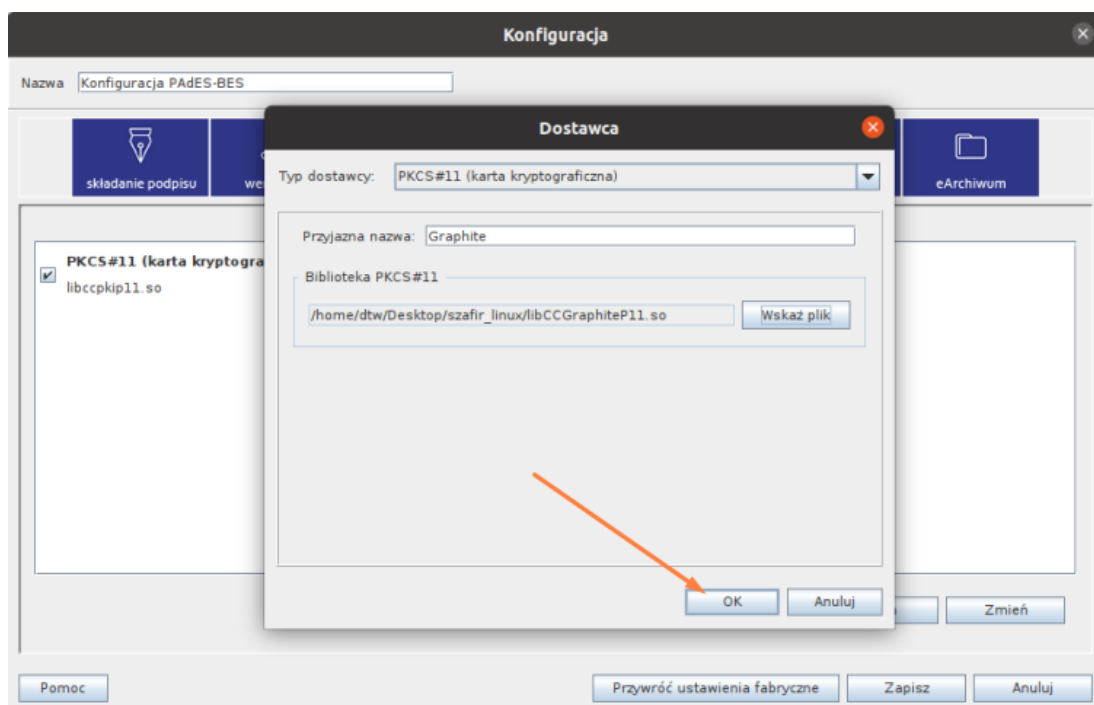 Konfiguracja
Nazwa Konfiguracja PAdES-BES
Dostawca
Typ dostawcy: PKCS#11 (karta kryptograficzna)
składanie podpisu
eArchiwum
Przyjazna nazwa: Graphite
PKCS#11 (karta kryptogra
libccpkip11.so
Biblioteka PKCS#11
/home/dtw/Desktop/szafir_linux/libCCGraphiteP11.so Wskaż plik
OK Anuluj
Zmień
Pomoc Przywróć ustawienia fabryczne Zapisz Anuluj